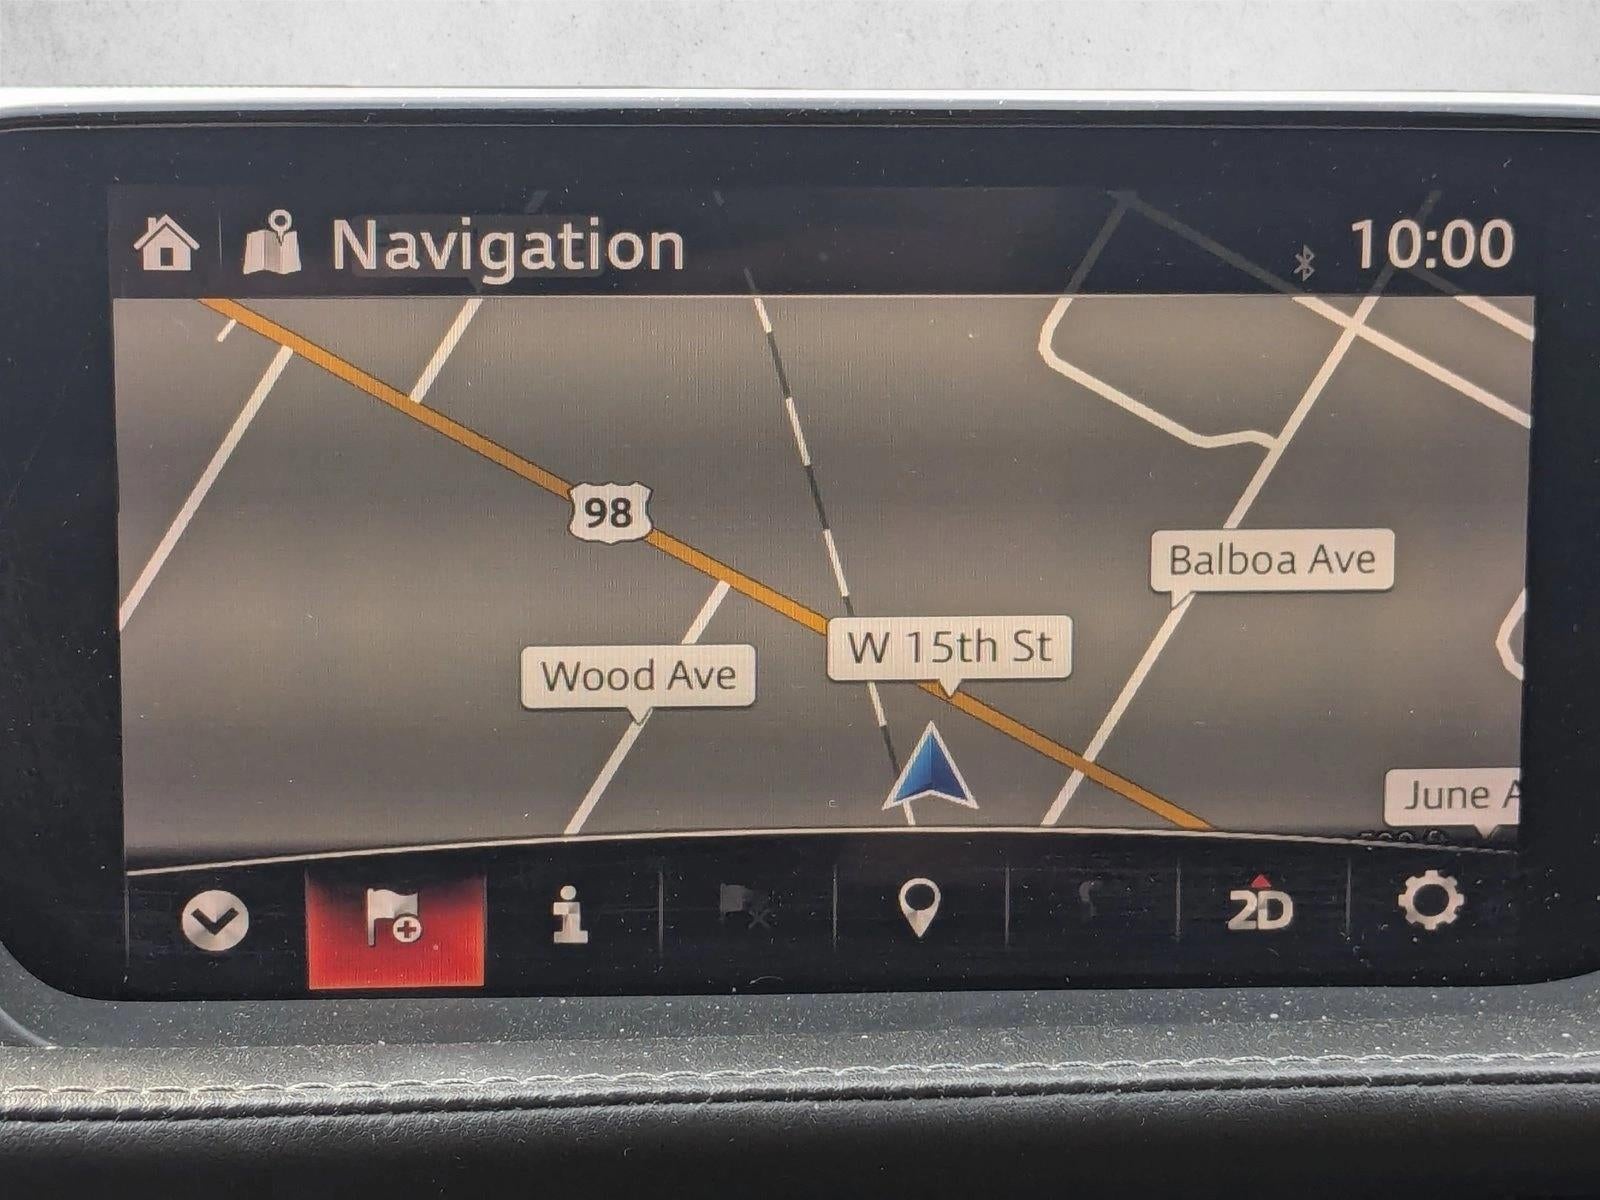 Navigation
10:00
98
Balboa Ave
W 15th St
Wood Ave
June
2D